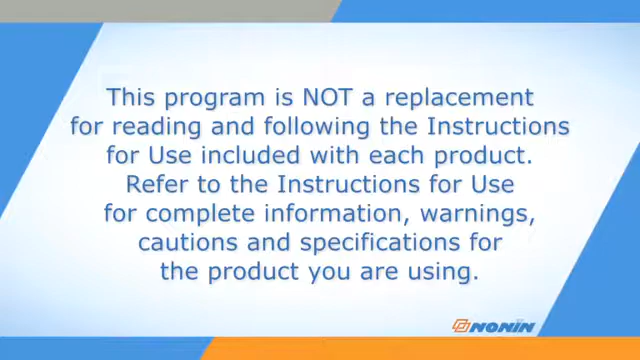 This program is NOT a replacement
for reading and following the Instructions
for Use included with each product.
Refer to the Instructions for Use
for complete information, warnings,
cautions and specifications for
the product you are using.
NONIN